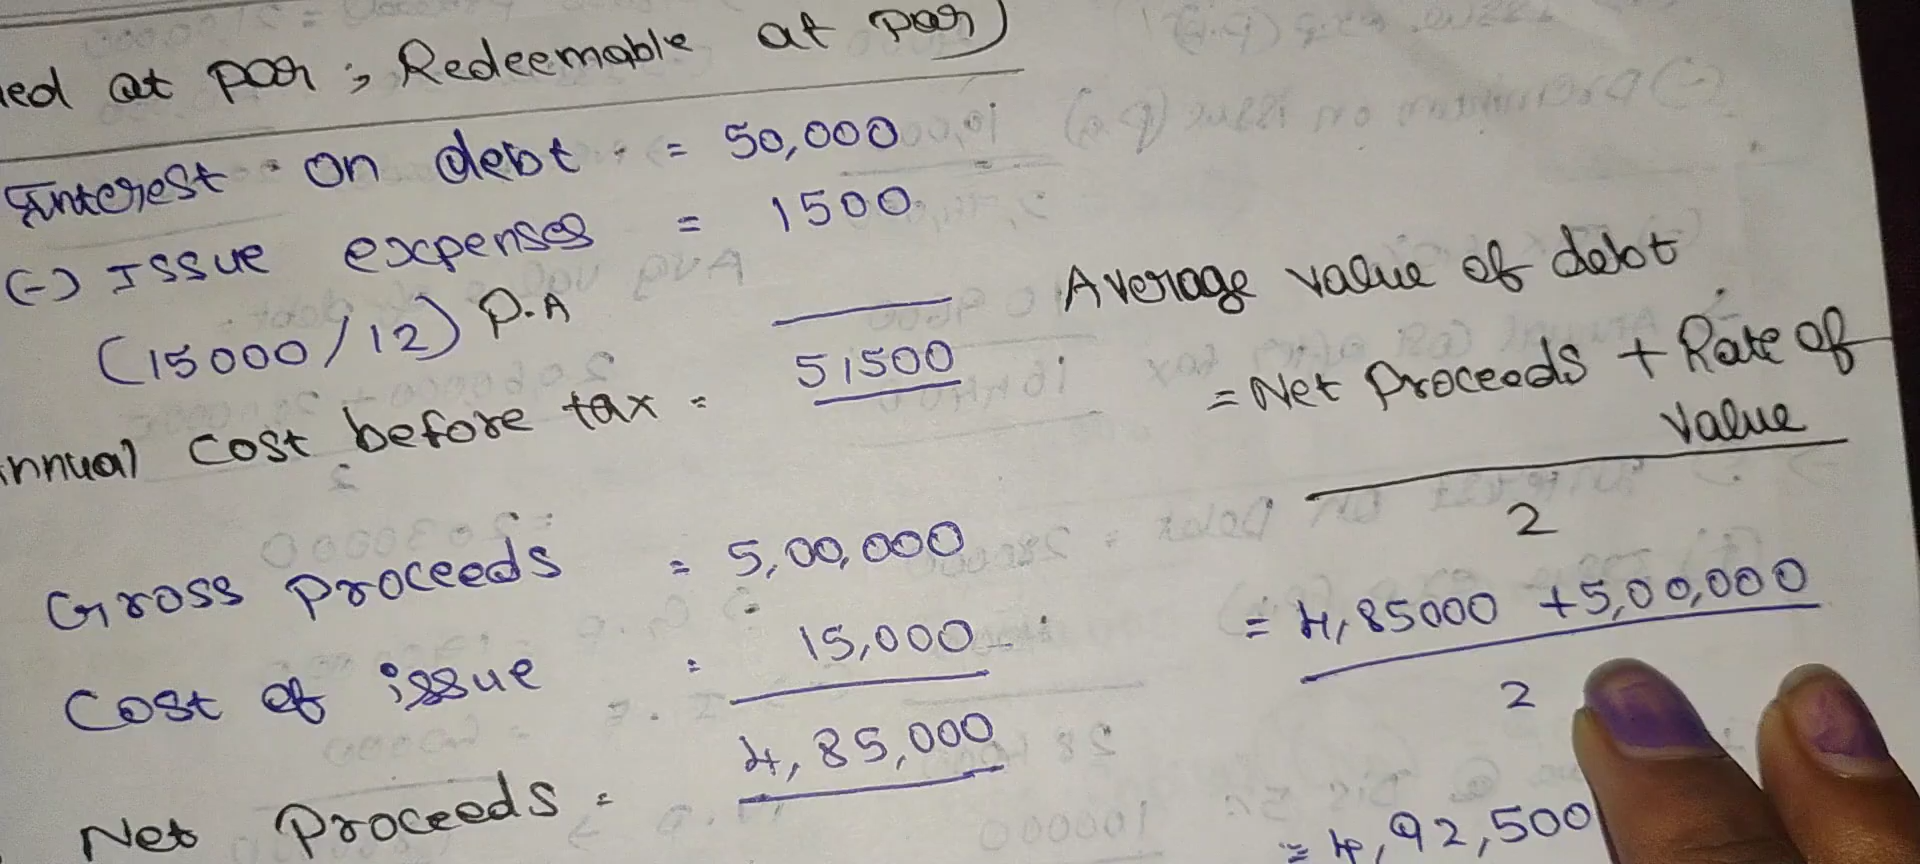 ed at par ; Redeemable at par)
Interest on debt = 50,000
(-) Issue expenses = 1500
(15000/12) P.A
51500
nnual cost before tax =
Gross proceeds = 5,00,000
Cost of issue = 15,000
4,85,000
Net Proceeds =
Average value of debt
= Net Proceeds + Rate of
Value
2
= 4,85000 + 5,00,000
2
= 4,92,500